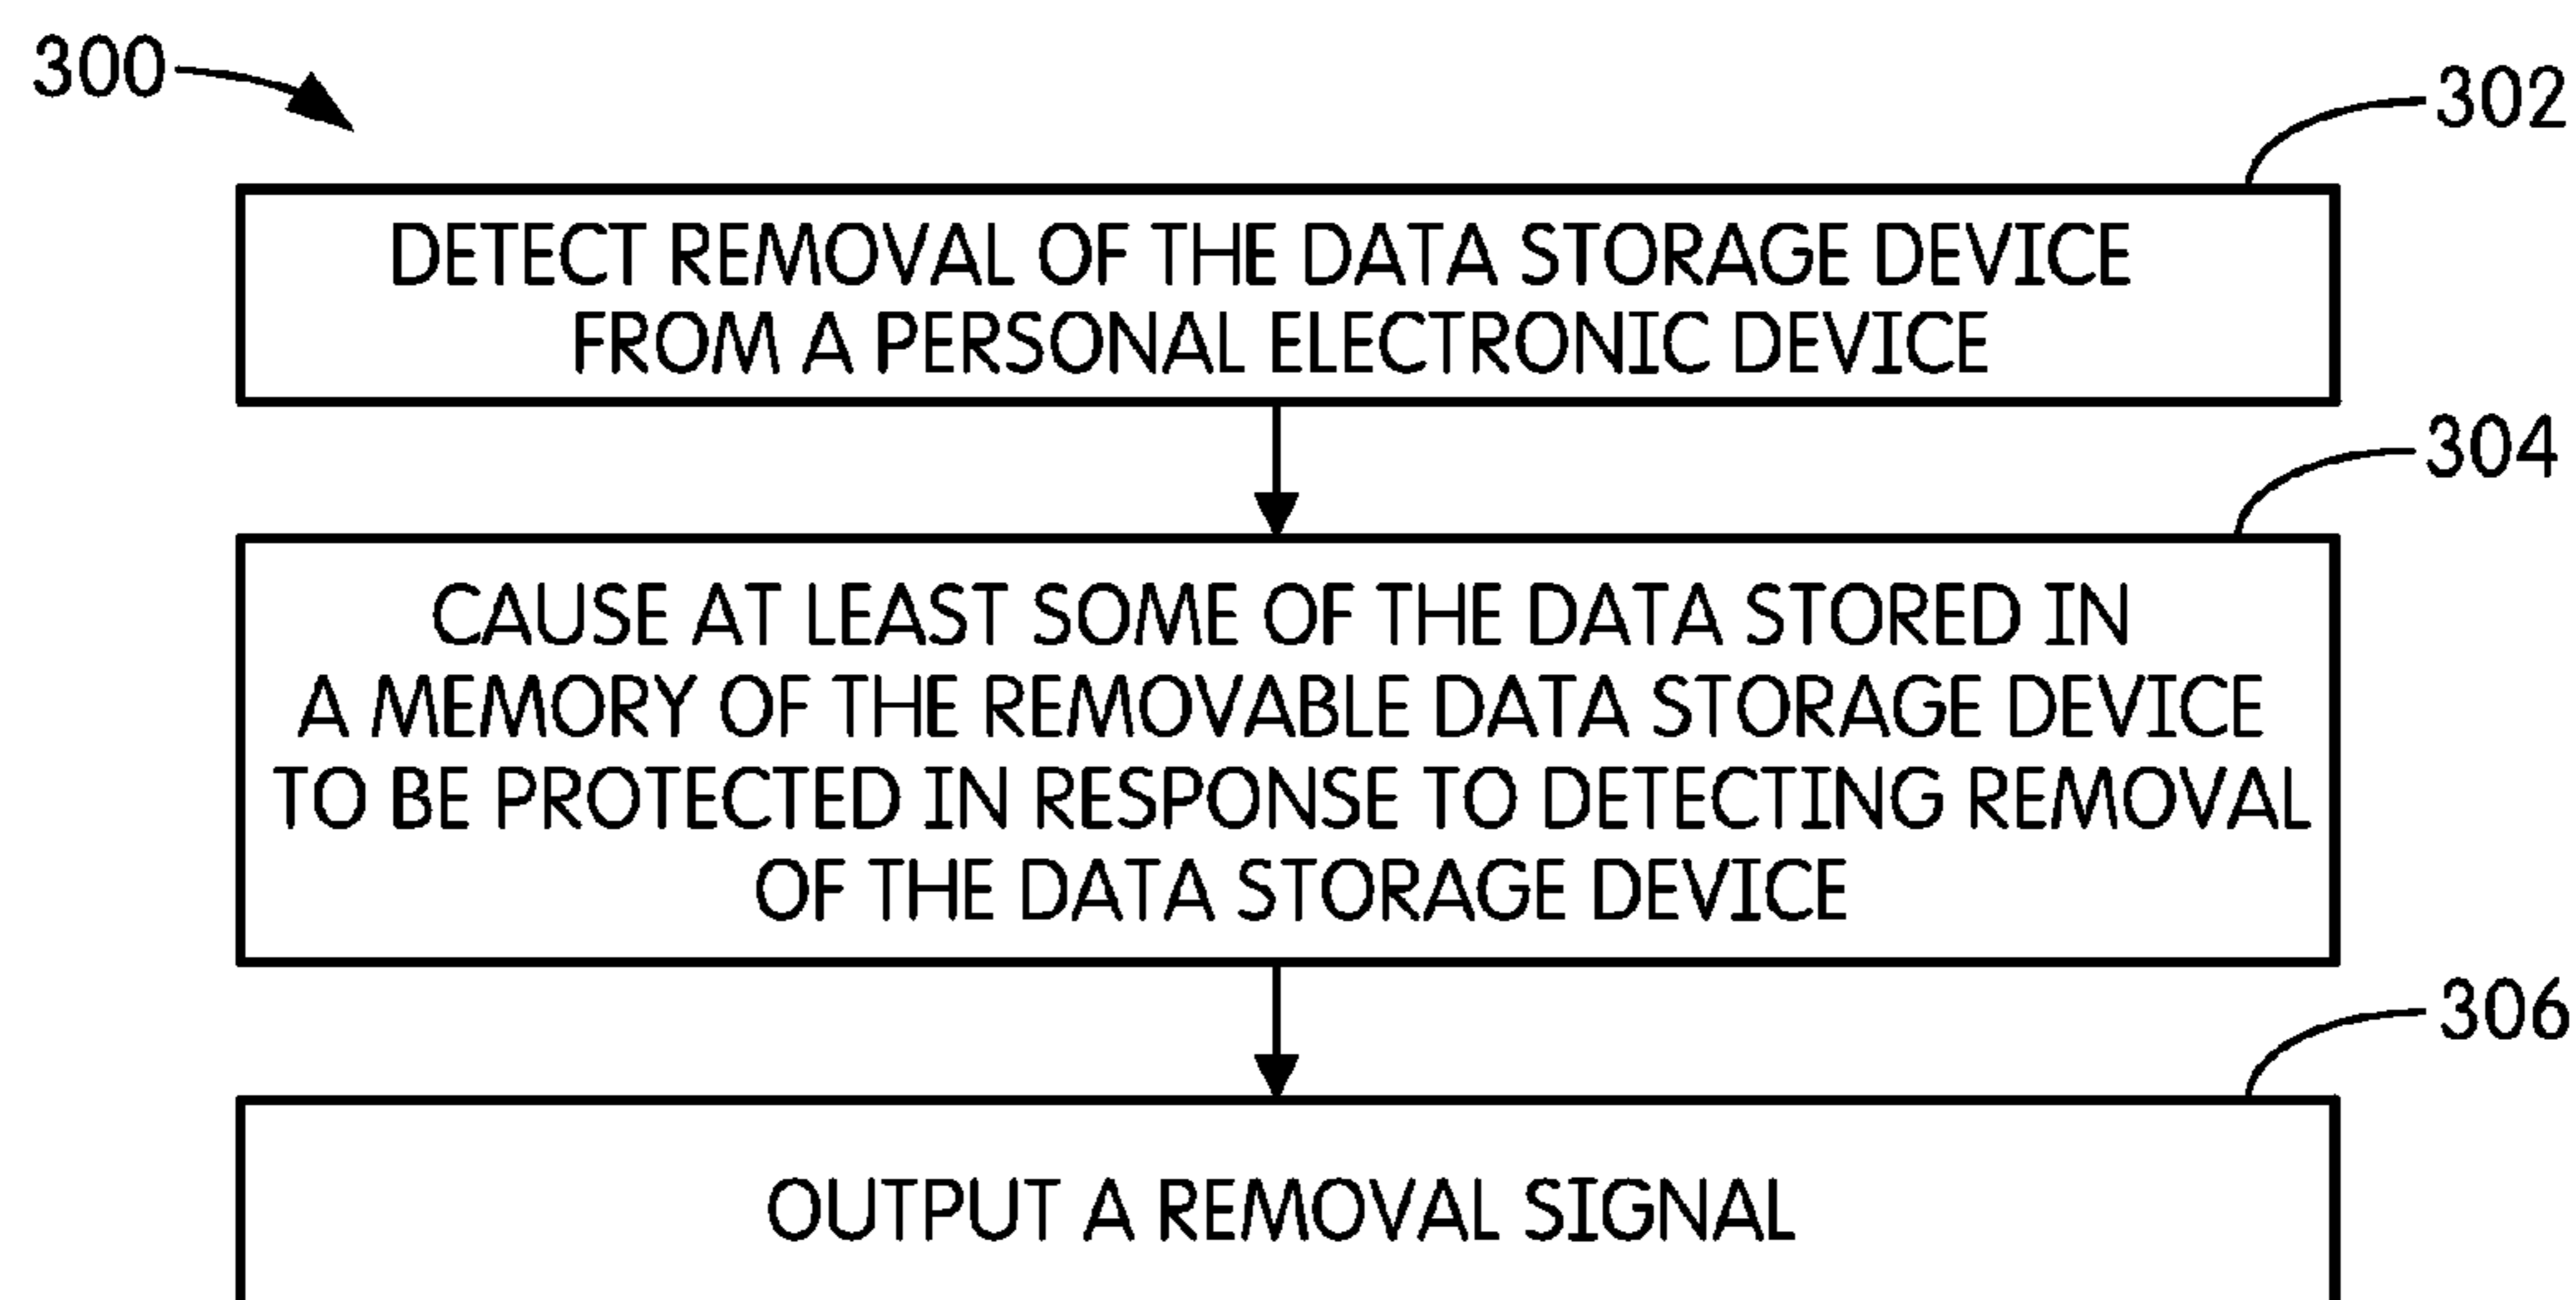 300
302
DETECT REMOVAL OF THE DATA STORAGE DEVICE
FROM A PERSONAL ELECTRONIC DEVICE
304
CAUSE AT LEAST SOME OF THE DATA STORED IN
A MEMORY OF THE REMOVABLE DATA STORAGE DEVICE
TO BE PROTECTED IN RESPONSE TO DETECTING REMOVAL
OF THE DATA STORAGE DEVICE
306
OUTPUT A REMOVAL SIGNAL